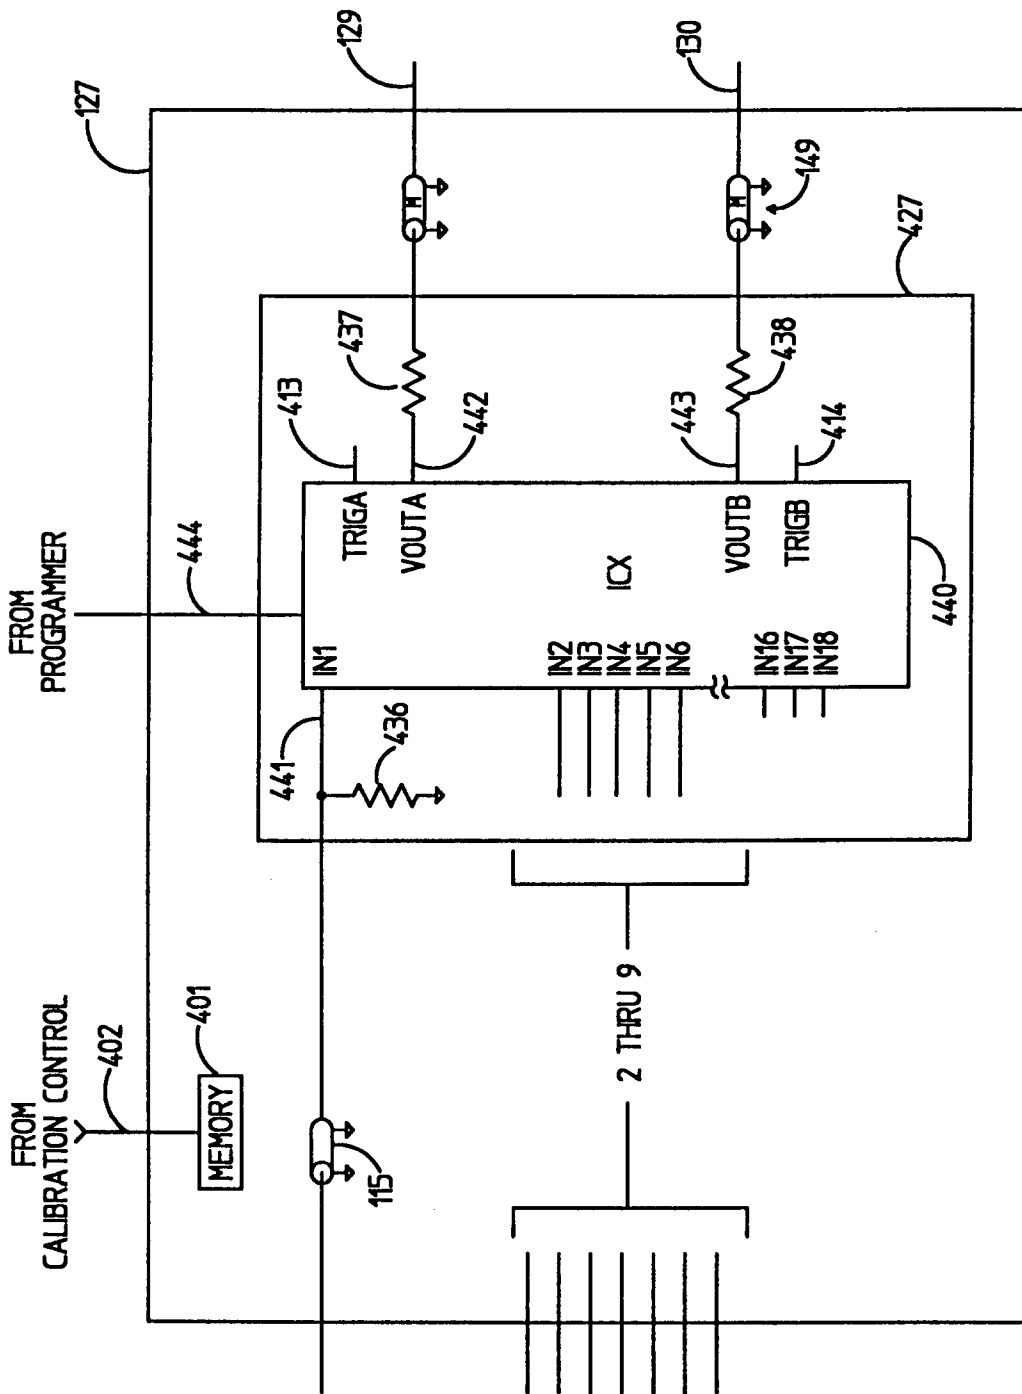 FROM
CALIBRATION CONTROL
402
401
MEMORY
115
2 THRU 9
FROM
PROGRAMMER
444
441
436
IN1
IN2
IN3
IN4
IN5
IN6
IN16
IN17
IN18
ICX
440
TRIGA
VOUTA
VOUTB
TRIGB
413
442
437
443
438
414
427
127
129
M
130
M
149